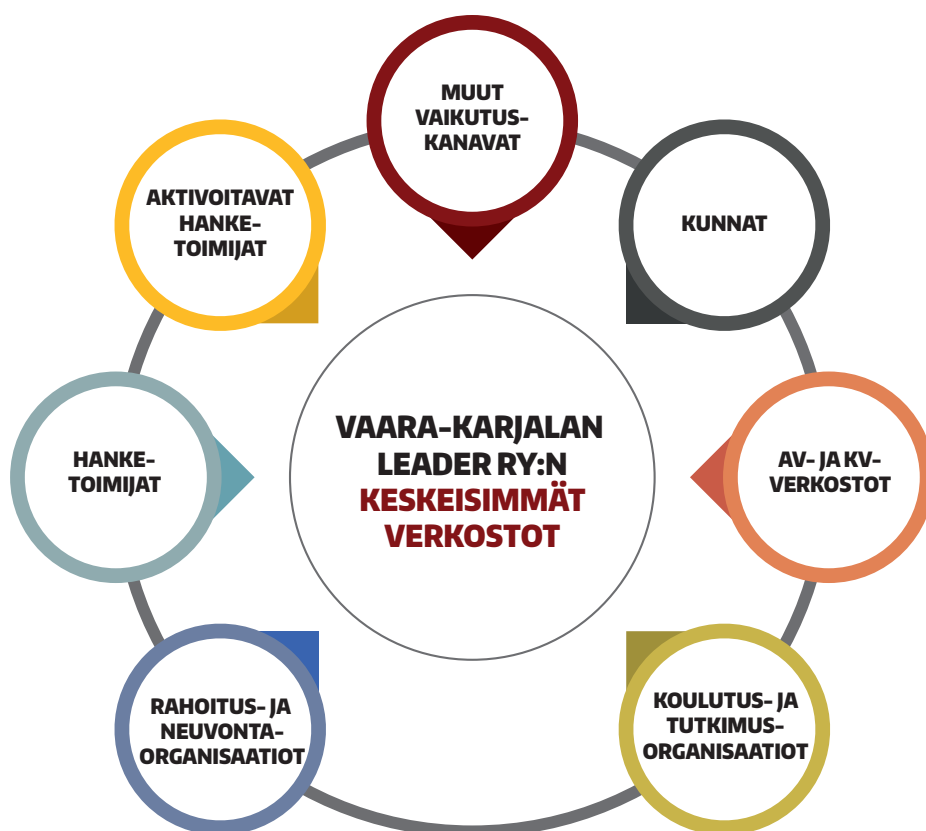 MUUT
VAIKUTUS-
KANAVAT
AKTIVOITAVAT
HANKE-
TOIMIJAT
KUNNAT
VAARA-KARJALAN
LEADER RY:N
KESKEISIMMÄT
VERKOSTOT
HANKE-
TOIMIJAT
AV- JA KV-
VERKOSTOT
RAHOITUS- JA
NEUVONTA-
ORGANISAATIOT
KOULUTUS- JA
TUTKIMUS-
ORGANISAATIOT